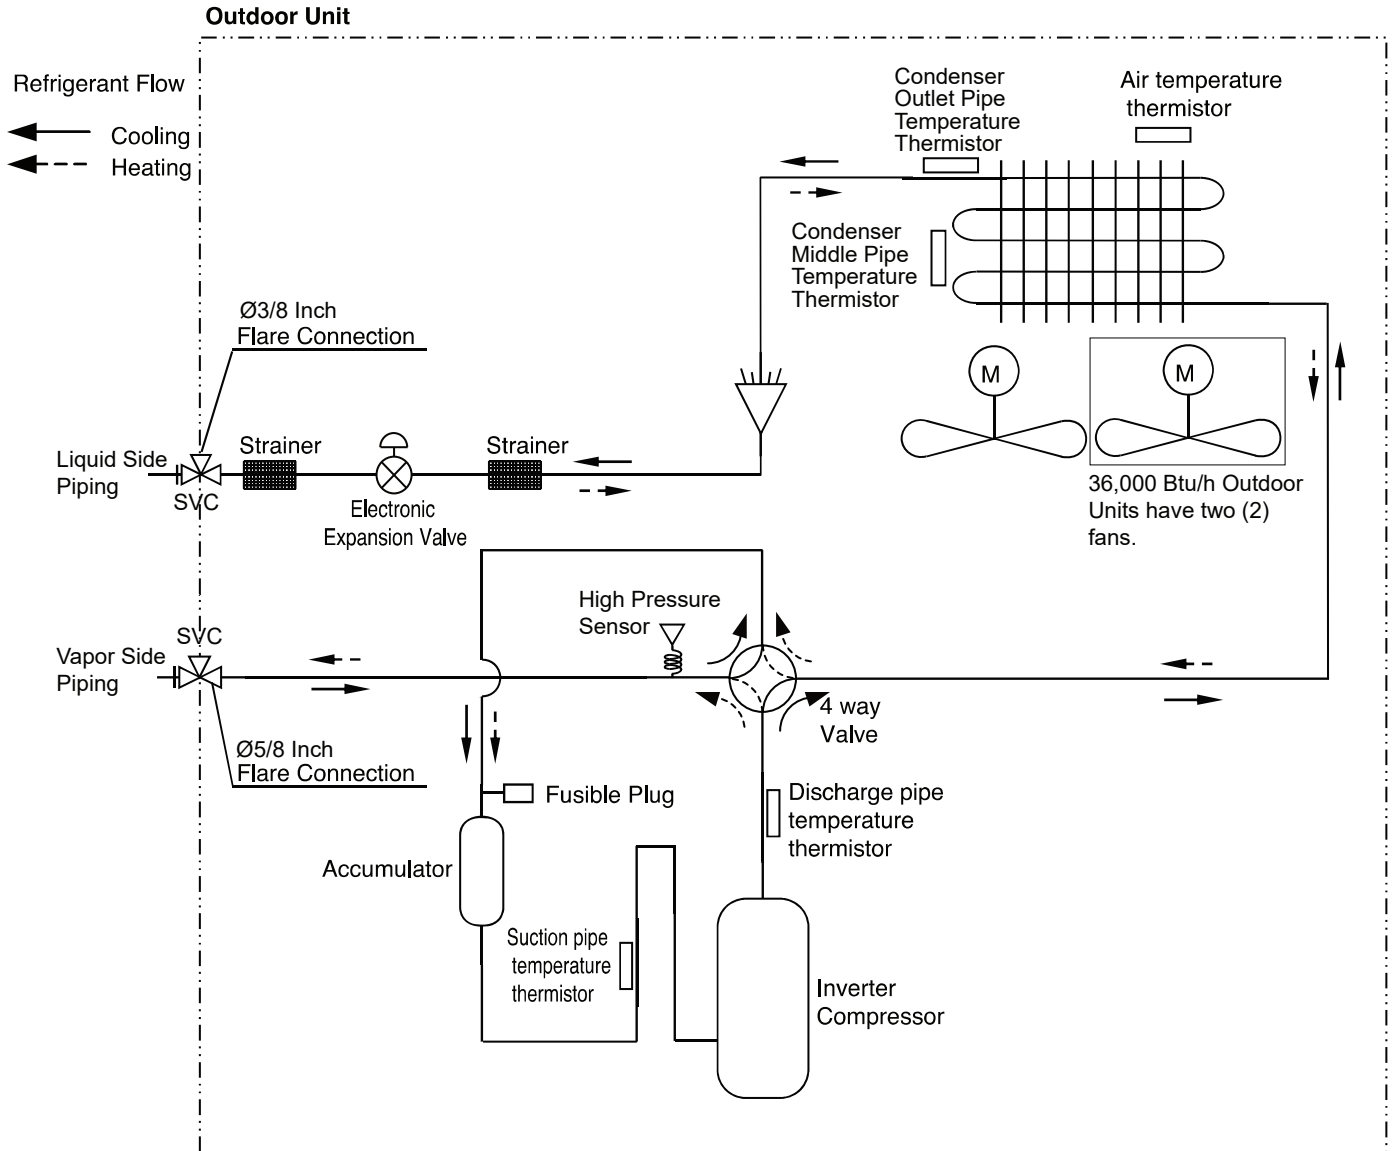 Outdoor Unit
Refrigerant Flow
Cooling
Heating
Condenser
Outlet Pipe
Temperature
Thermistor
Air temperature
thermistor
Condenser
Middle Pipe
Temperature
Thermistor
Ø3/8 Inch
Flare Connection
M
M
Liquid Side
Piping
SVC
Strainer
Strainer
Electronic
Expansion Valve
36,000 Btu/h Outdoor
Units have two (2)
fans.
High Pressure
Sensor
SVC
Vapor Side
Piping
4 way
Valve
Ø5/8 Inch
Flare Connection
Fusible Plug
Discharge pipe
temperature
thermistor
Accumulator
Suction pipe
temperature
thermistor
Inverter
Compressor